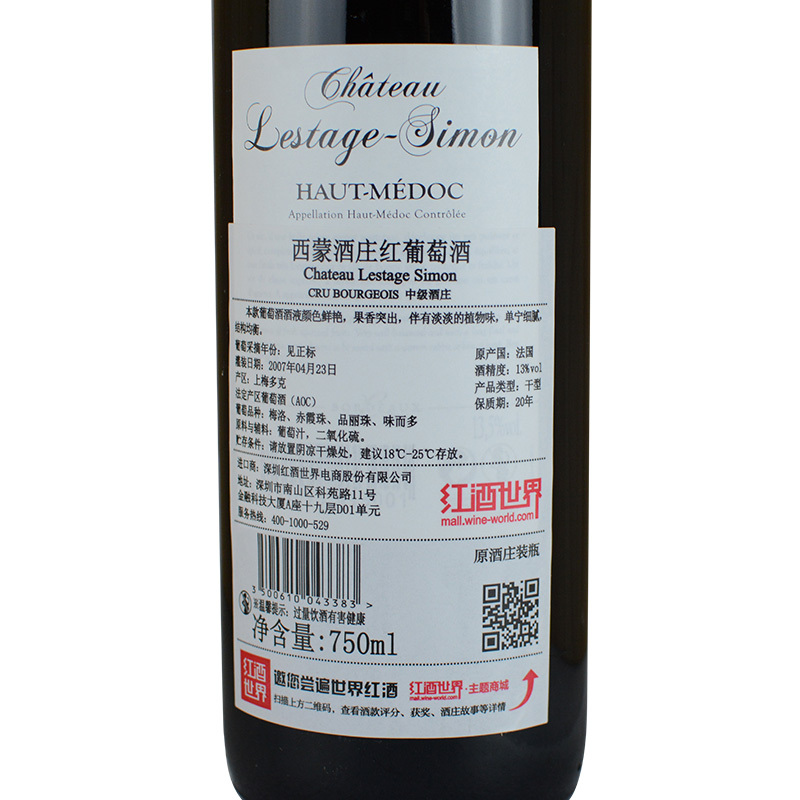 Château
Lestage-Simon
HAUT-MÉDOC
Appellation Haut-Médoc Contrôlée
西蒙酒庄红葡萄酒
Chateau Lestage Simon
CRU BOURGEOIS 中级酒庄
本款葡萄酒酒液颜色鲜艳，果香突出，伴有淡淡的植物味，单宁细腻，
结构均衡。
葡萄采摘年份：见正标
灌装日期：2007年04月23日
产区：上梅多克
法定产区葡萄酒（AOC）
葡萄品种：梅洛、赤霞珠、品丽珠、味而多
原料与辅料：葡萄汁，二氧化硫。
贮存条件：请放置阴凉干燥处，建议18℃-25℃存放。
原产国：法国
酒精度：13%vol
产品类型：干型
保质期：20年
进口商：深圳红酒世界电商股份有限公司
地址：深圳市南山区科苑路11号
金融科技大厦A座十九层D01单元
服务热线：400-1000-529
红酒世界
mall.wine-world.com
原酒庄装瓶
3 500610 043383 >
※温馨提示：过量饮酒有害健康
净含量：750ml
红酒世界
邀您尝遍世界红酒
红酒世界·主题商城
mall.wine-world.com
扫描上方二维码、查看酒款评分、获奖、酒庄故事等详情